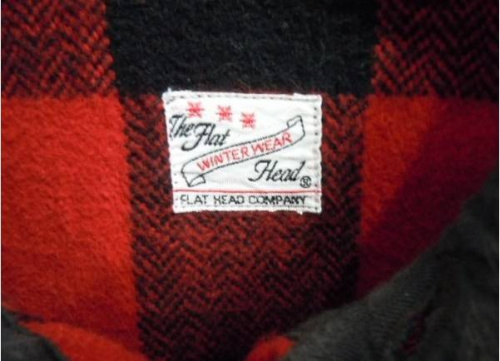 The Flat
WINTER WEAR
Head®
FLAT HEAD COMPANY